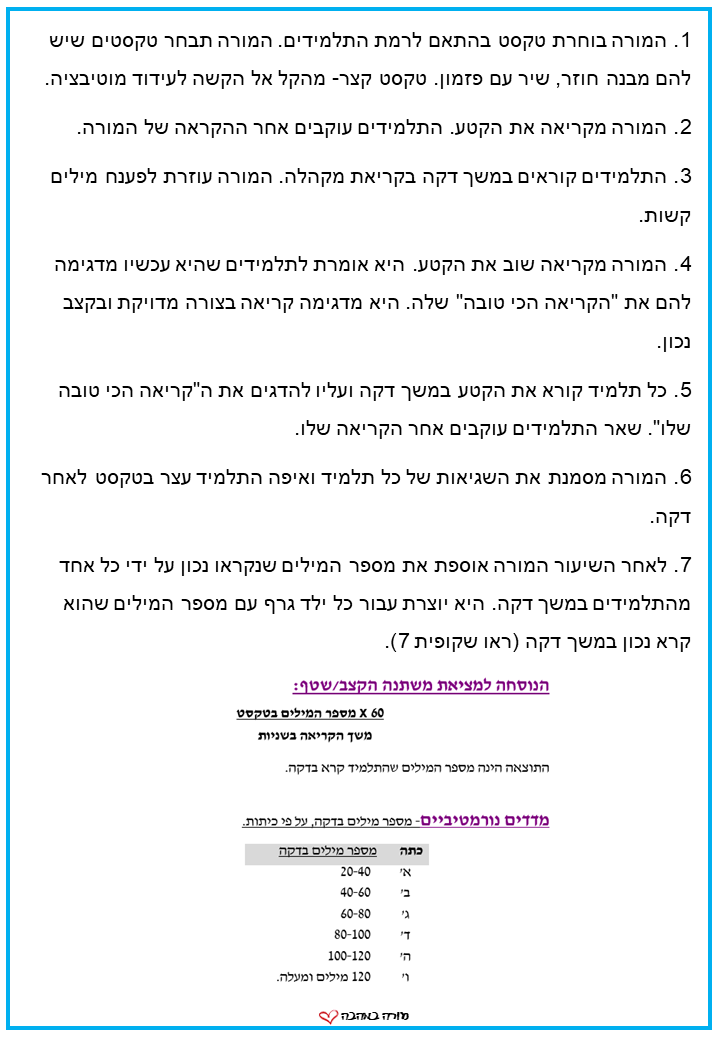 1. המורה בוחרת טקסט בהתאם לרמת התלמידים. המורה תבחר טקסטים שיש
להם מבנה חוזר, שיר עם פזמון. טקסט קצר- מהקל אל הקשה לעידוד מוטיבציה.
2. המורה מקריאה את הקטע. התלמידים עוקבים אחר ההקראה של המורה.
3. התלמידים קוראים במשך דקה בקריאת מקהלה. המורה עוזרת לפענח מילים
קשות.
4. המורה מקריאה שוב את הקטע. היא אומרת לתלמידים שהיא עכשיו מדגימה
להם את "הקריאה הכי טובה" שלה. היא מדגימה קריאה בצורה מדויקת ובקצב
נכון.
5. כל תלמיד קורא את הקטע במשך דקה ועליו להדגים את ה"קריאה הכי טובה
שלו". שאר התלמידים עוקבים אחר הקריאה שלו.
6. המורה מסמנת את השגיאות של כל תלמיד ואיפה התלמיד עצר בטקסט לאחר
דקה.
7. לאחר השיעור המורה אוספת את מספר המילים שנקראו נכון על ידי כל אחד
מהתלמידים במשך דקה. היא יוצרת עבור כל ילד גרף עם מספר המילים שהוא
קרא נכון במשך דקה (ראו שקופית 7).
הנוסחה למציאת משתנה הקצב/שטף:
60 X מספר המילים בטקסט
משך הקריאה בשניות
התוצאה הינה מספר המילים שהתלמיד קרא בדקה.
מדדים נורמטיביים- מספר מילים בדקה, על פי כיתות.
כתה מספר מילים בדקה
א' 20-40
ב' 40-60
ג' 60-80
ד' 80-100
ה' 100-120
ו' 120 מילים ומעלה.
מורה באהבה